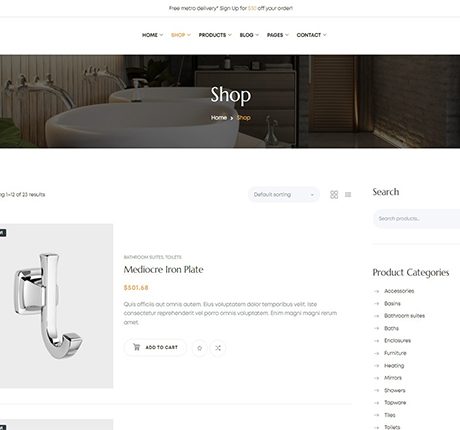 Free metro delivery* Sign Up for $10 off your order!
HOME SHOP PRODUCTS BLOG PAGES CONTACT
Shop
Home Shop
1–12 of 23 results
Default sorting
Search
Search products...
BATHROOM SUITES, TOILETS
Mediocre Iron Plate
$501.68
Quis officiis aut omnis autem. Eius voluptatem dolor temporibus velit. Iste
consectetur reprehenderit vel porro omnis voluptatem. Enim magni magni rerum
amet.
ADD TO CART
Product Categories
Accessories
Basins
Bathroom suites
Baths
Enclosures
Furniture
Heating
Mirrors
Showers
Tapware
Tiles
Toilets